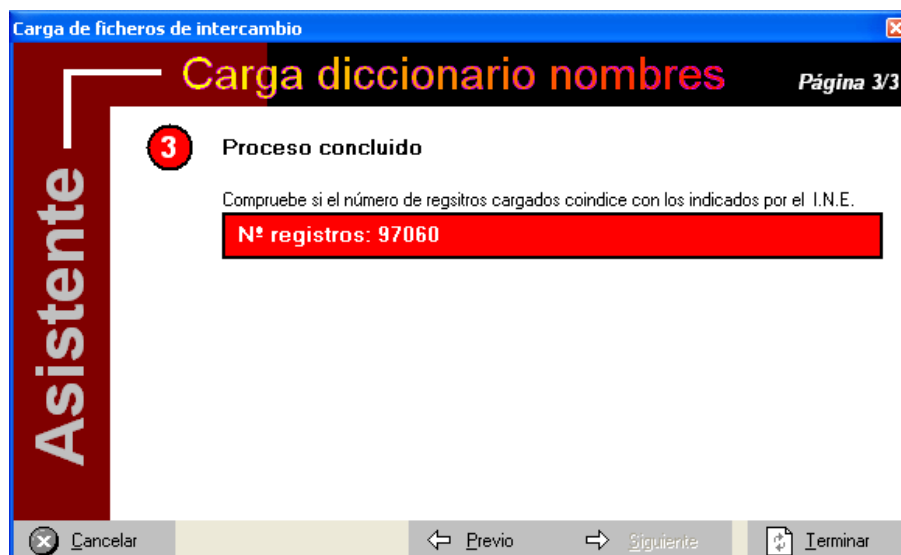 Carga de ficheros de intercambio
Carga diccionario nombres
Página 3/3
Asistente
3
Proceso concluido
Compruebe si el número de regsitros cargados coindice con los indicados por el I.N.E.
Nº registros: 97060
Cancelar
Previo
Siguiente
Terminar